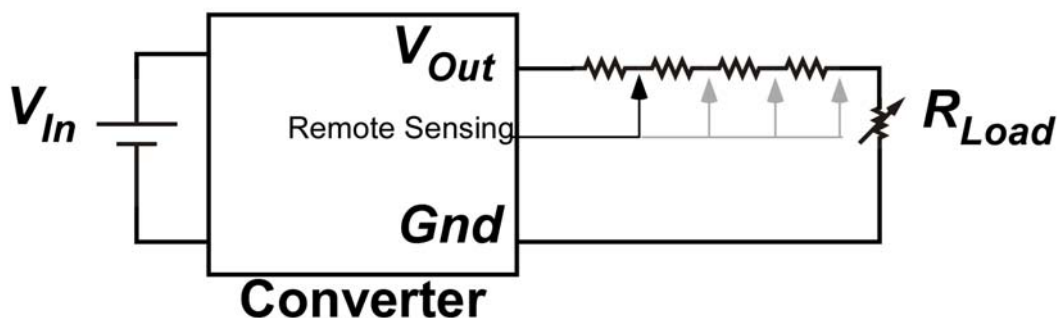 V_Out
V_In
Remote Sensing
R_Load
Gnd
Converter